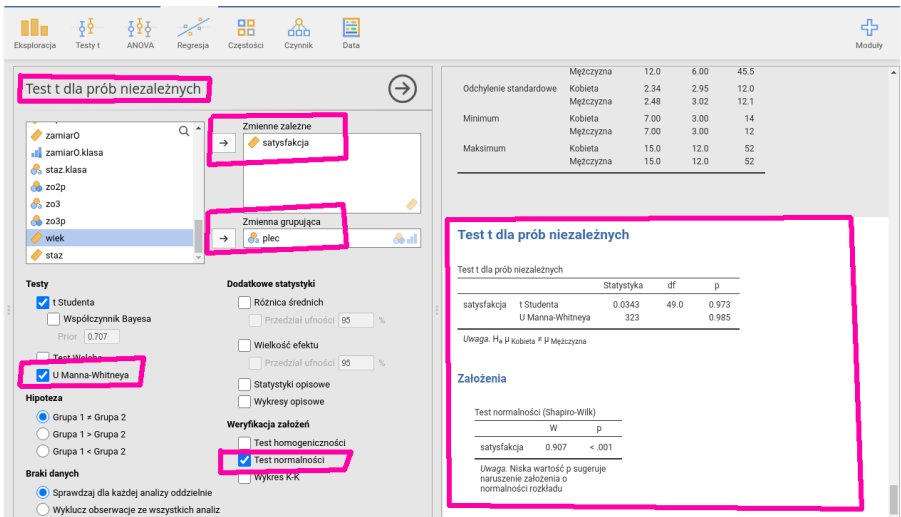 Eksploracja Testy t ANOVA Regresja Częstości Czynnik Data Moduły
Test t dla prób niezależnych
zamiarO
zamiarO.klasa
staz.klasa
zo2p
zo3
zo3p
wiek
staz
Zmienne zależne
satysfakcja
Zmienna grupująca
plec
Testy
t Studenta
Współczynnik Bayesa
Prior 0.707
Test Welcha
U Manna-Whitneya
Hipoteza
Grupa 1 ≠ Grupa 2
Grupa 1 > Grupa 2
Grupa 1 < Grupa 2
Braki danych
Sprawdzaj dla każdej analizy oddzielnie
Wyklucz obserwacje ze wszystkich analiz
Dodatkowe statystyki
Różnica średnich
Przedział ufności 95 %
Wielkość efektu
Przedział ufności 95 %
Statystyki opisowe
Wykresy opisowe
Weryfikacja założeń
Test homogeniczności
Test normalności
Wykres K-K
Mężczyzna 12.0 6.00 45.5
Odchylenie standardowe Kobieta 2.34 2.95 12.0
Mężczyzna 2.48 3.02 12.1
Minimum Kobieta 7.00 3.00 14
Mężczyzna 7.00 3.00 12
Maksimum Kobieta 15.0 12.0 52
Mężczyzna 15.0 12.0 52
Test t dla prób niezależnych
Test t dla prób niezależnych
Statystyka df p
satysfakcja t Studenta 0.0343 49.0 0.973
U Manna-Whitney 323 0.985
Uwaga. Hₐ μ Kobieta ≠ μ Mężczyzna
Założenia
Test normalności (Shapiro-Wilk)
W p
satysfakcja 0.907 < .001
Uwaga. Niska wartość p sugeruje
naruszenie założenia o
normalności rozkładu